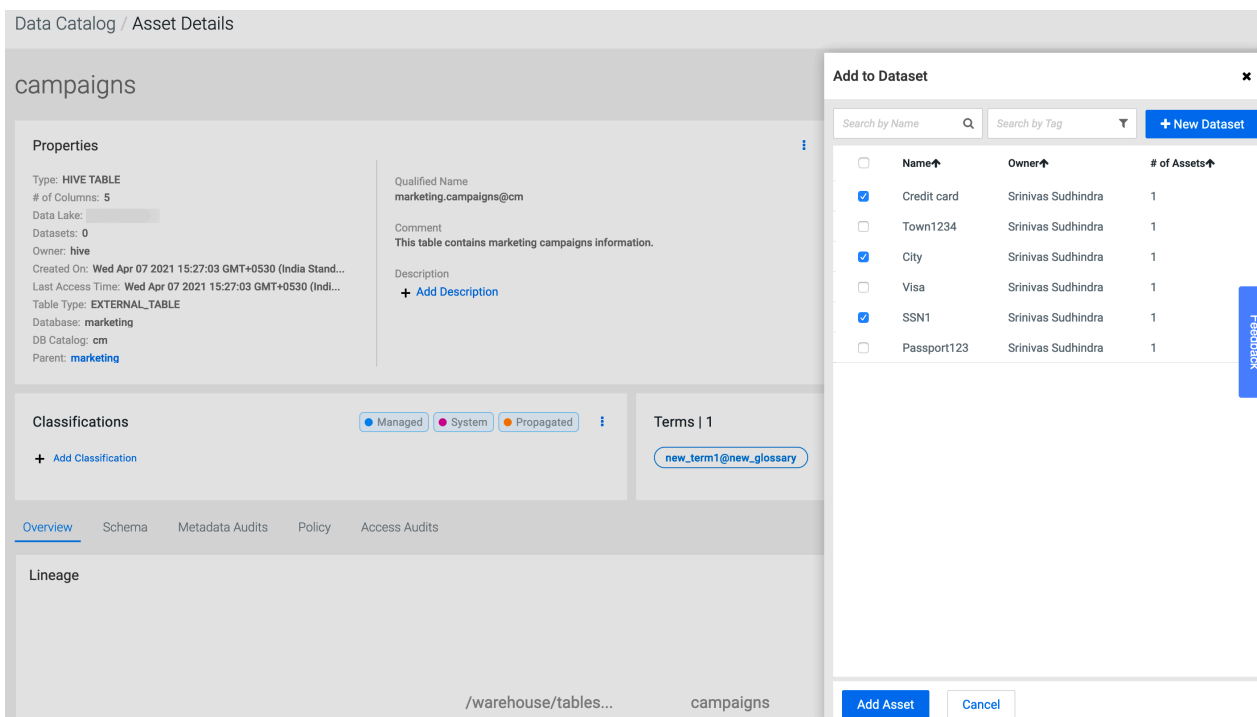 Data Catalog / Asset Details
campaigns
Properties
Type: HIVE TABLE
# of Columns: 5
Data Lake:
Datasets: 0
Owner: hive
Created On: Wed Apr 07 2021 15:27:03 GMT+0530 (India Stand...
Last Access Time: Wed Apr 07 2021 15:27:03 GMT+0530 (Indi...
Table Type: EXTERNAL_TABLE
Database: marketing
DB Catalog: cm
Parent: marketing
Qualified Name
marketing.campaigns@cm
Comment
This table contains marketing campaigns information.
Description
+ Add Description
Classifications
Managed System Propagated
+ Add Classification
Terms | 1
new_term1@new_glossary
Overview Schema Metadata Audits Policy Access Audits
Lineage
/warehouse/tables... campaigns
Add to Dataset
Search by Name Search by Tag + New Dataset
Name Owner # of Assets
Credit card Srinivas Sudhindra 1
Town1234 Srinivas Sudhindra 1
City Srinivas Sudhindra 1
Visa Srinivas Sudhindra 1
SSN1 Srinivas Sudhindra 1
Passport123 Srinivas Sudhindra 1
Feedback
Add Asset Cancel